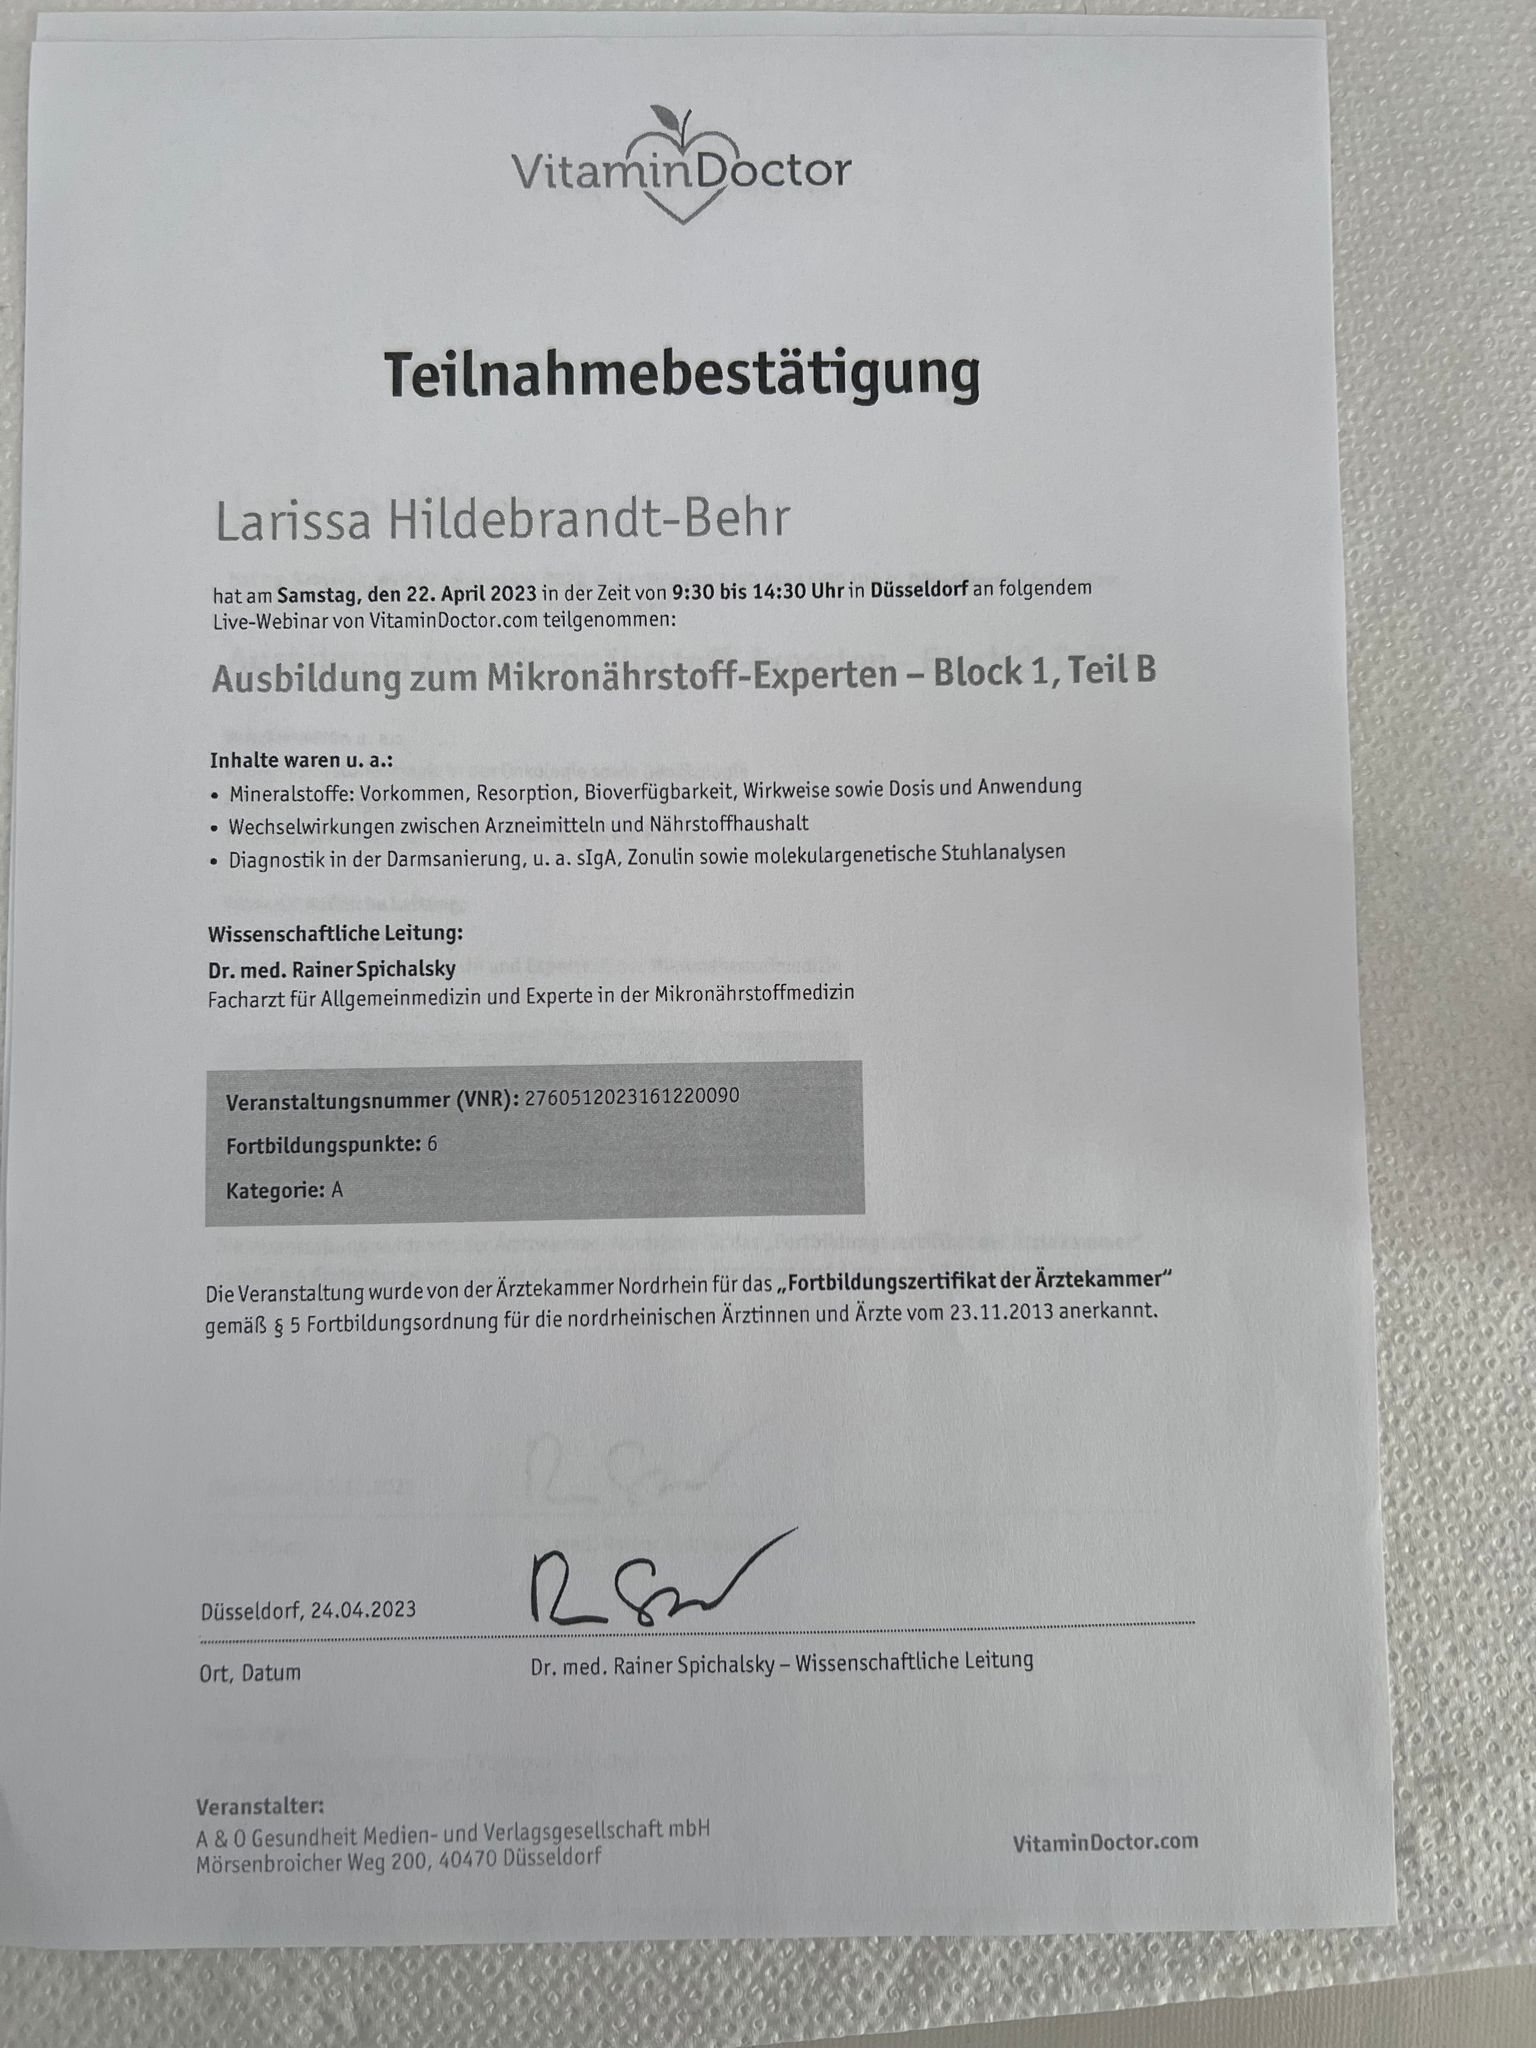 VitaminDoctor
Teilnahmebestätigung
Larissa Hildebrandt-Behr
hat am Samstag, den 22. April 2023 in der Zeit von 9:30 bis 14:30 Uhr in Düsseldorf an folgendem
Live-Webinar von VitaminDoctor.com teilgenommen:
Ausbildung zum Mikronährstoff-Experten – Block 1, Teil B
Inhalte waren u. a.:
• Mineralstoffe: Vorkommen, Resorption, Bioverfügbarkeit, Wirkweise sowie Dosis und Anwendung
• Wechselwirkungen zwischen Arzneimitteln und Nährstoffhaushalt
• Diagnostik in der Darmsanierung, u. a. sIgA, Zonulin sowie molekulargenetische Stuhlanalysen
Wissenschaftliche Leitung:
Dr. med. Rainer Spichalsky
Facharzt für Allgemeinmedizin und Experte in der Mikronährstoffmedizin
Veranstaltungsnummer (VNR): 2760512023161220090
Fortbildungspunkte: 6
Kategorie: A
Die Veranstaltung wurde von der Ärztekammer Nordrhein für das „Fortbildungszertifikat der Ärztekammer“
gemäß § 5 Fortbildungsordnung für die nordrheinischen Ärztinnen und Ärzte vom 23.11.2013 anerkannt.
Düsseldorf, 24.04.2023
Ort, Datum
Dr. med. Rainer Spichalsky – Wissenschaftliche Leitung
Veranstalter:
A & O Gesundheit Medien- und Verlagsgesellschaft mbH
Mörsenbroicher Weg 200, 40470 Düsseldorf
VitaminDoctor.com